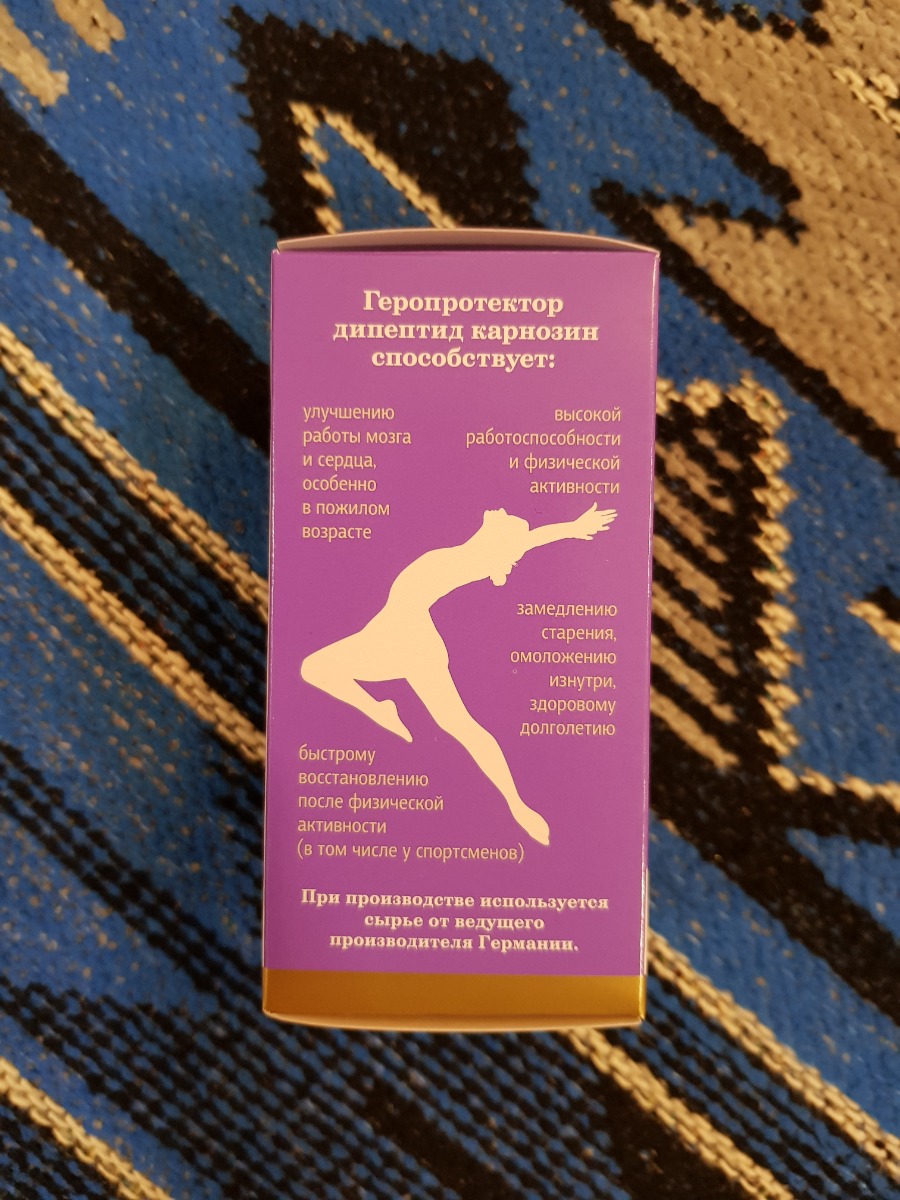 Геропротектор
дипептид карнозин
способствует:
улучшению
работы мозга
и сердца,
особенно
в пожилом
возрасте
высокой
работоспособности
и физической
активности
замедлению
старения,
омоложению
изнутри,
здоровому
долголетию
быстрому
восстановлению
после физической
активности
(в том числе у спортсменов)
При производстве используется
сырье от ведущего
производителя Германии.